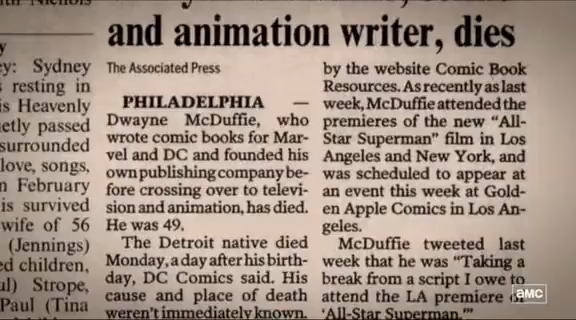 and animation writer, dies
y
ey: Sydney
resting in
is Heavenly
etly passed
surrounded
love, songs,
n February
is survived
wife of 56
(Jennings)
ed children,
ul) Strope,
Paul (Tina
The Associated Press
PHILADELPHIA —
Dwayne McDuffie, who
wrote comic books for Mar-
vel and DC and founded his
own publishing company be-
fore crossing over to televi-
sion and animation, has died.
He was 49.
The Detroit native died
Monday, a day after his birth-
day, DC Comics said. His
cause and place of death
weren't immediately known.
by the website Comic Book
Resources. As recently as last
week, McDuffie attended the
premieres of the new "All-
Star Superman" film in Los
Angeles and New York, and
was scheduled to appear at
an event this week at Gold-
en Apple Comics in Los An-
geles.
McDuffie tweeted last
week that he was "Taking a
break from a script I owe to
attend the LA premiere of
'All-Star Superman.'"
amc